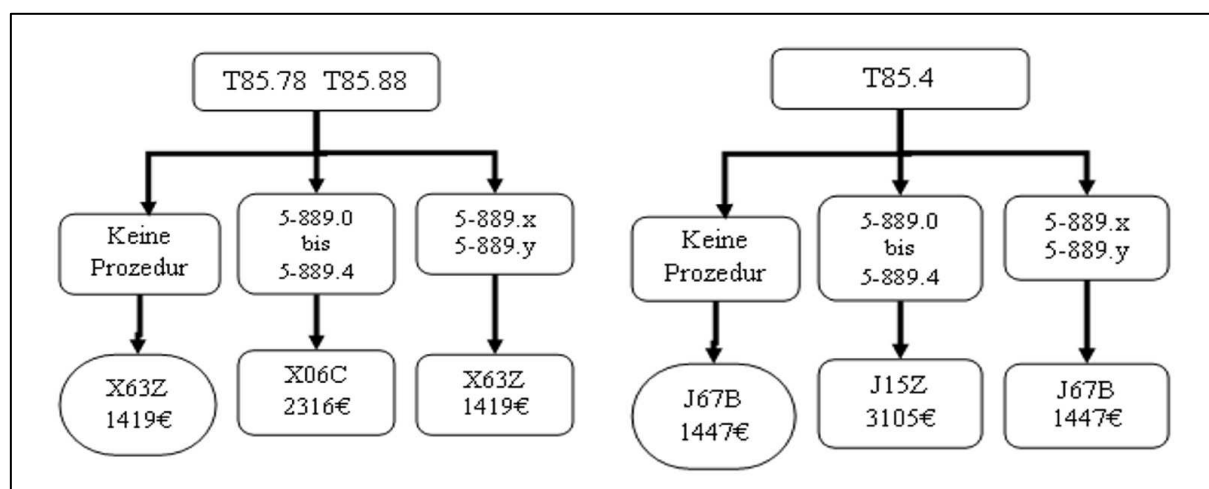 T85.78 T85.88
Keine
Prozedur
5-889.0
bis
5-889.4
5-889.x
5-889.y
X63Z
1419€
X06C
2316€
X63Z
1419€
T85.4
Keine
Prozedur
5-889.0
bis
5-889.4
5-889.x
5-889.y
J67B
1447€
J15Z
3105€
J67B
1447€